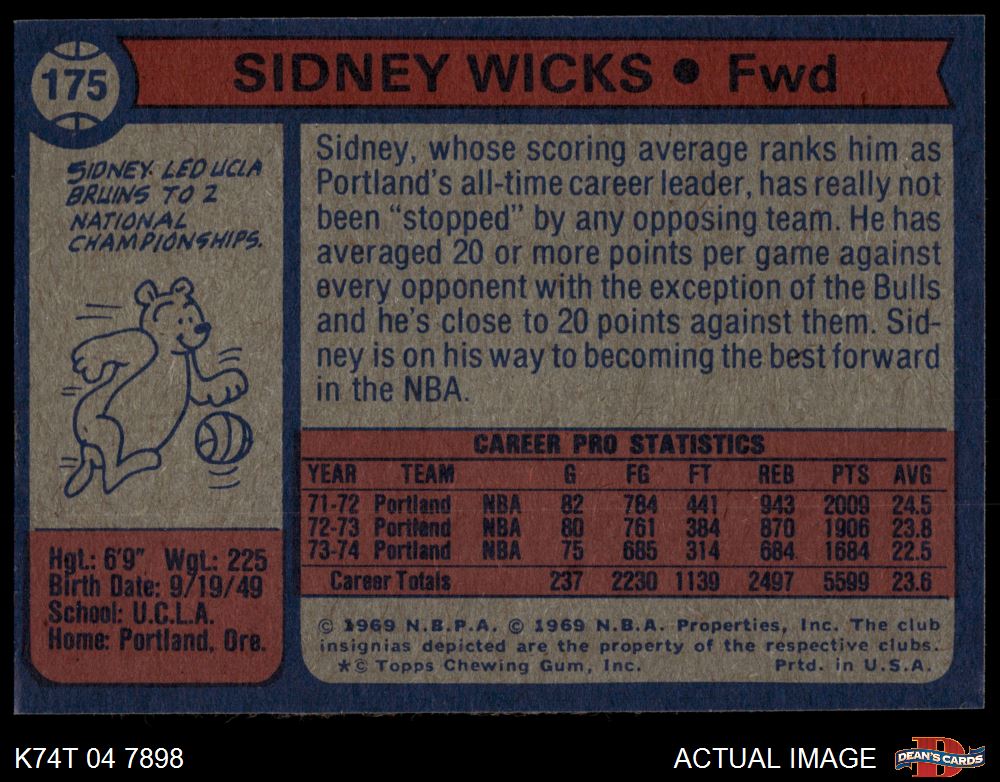 175
SIDNEY WICKS • Fwd
SIDNEY LED UCLA
BRUINS TO 2
NATIONAL
CHAMPIONSHIPS.
Sidney, whose scoring average ranks him as
Portland's all-time career leader, has really not
been “stopped” by any opposing team. He has
averaged 20 or more points per game against
every opponent with the exception of the Bulls
and he's close to 20 points against them. Sid-
ney is on his way to becoming the best forward
in the NBA.
CAREER PRO STATISTICS
YEAR TEAM G FG FT REB PTS AVG
71-72 Portland NBA 82 784 441 943 2009 24.5
72-73 Portland NBA 80 761 384 870 1906 23.8
73-74 Portland NBA 75 685 314 684 1684 22.5
Career Totals 237 2230 1139 2497 5599 23.6
Hgt.: 6'9" Wgt.: 225
Birth Date: 9/19/49
School: U.C.L.A.
Home: Portland, Ore.
© 1969 N.B.P.A. © 1969 N.B.A. Properties, Inc. The club
insignias depicted are the property of the respective clubs.
*© Topps Chewing Gum, Inc. Prtd. in U.S.A.
K74T 04 7898
ACTUAL IMAGE
D
DEAN'S CARDS